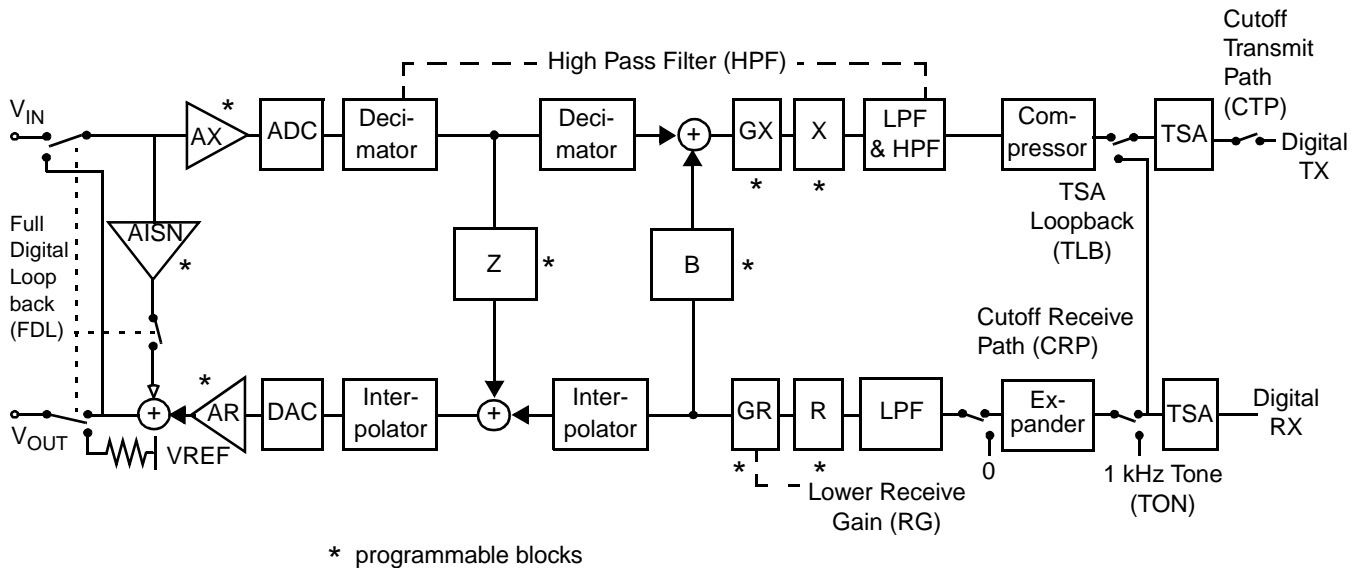 Cutoff
Transmit
Path
(CTP)
High Pass Filter (HPF)
VIN
*
AX
ADC
Deci-
mator
Deci-
mator
+
GX
*
X
*
LPF
& HPF
Com-
pressor
TSA
Digital
TX
TSA
Loopback
(TLB)
Full
Digital
Loop
back
(FDL)
AISN
*
Z
*
B
*
Cutoff Receive
Path (CRP)
VOUT
+
*
AR
DAC
Inter-
polator
+
Inter-
polator
GR
*
R
*
LPF
Ex-
pander
TSA
Digital
RX
VREF
0
1 kHz Tone
(TON)
Lower Receive
Gain (RG)
* programmable blocks